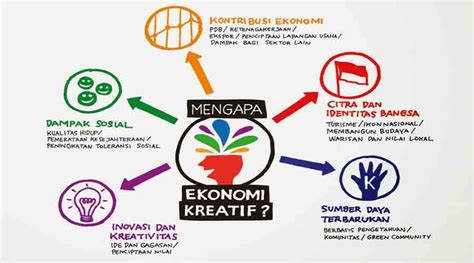 KONTRIBUSI EKONOMI
PDB/KETENAGAKERJAAN/
EKSPOR/PENCIPTAAN LAPANGAN USAHA/
DAMPAK BAGI SEKTOR LAIN
MENGAPA
EKONOMI
KREATIF?
CITRA DAN
IDENTITAS BANGSA
TURISME/IKON NASIONAL/
MEMBANGUN BUDAYA/
WARISAN DAN NILAI LOKAL
DAMPAK SOSIAL
KUALITAS HIDUP/
PEMERATAAN KESEJAHTERAAN/
PENINGKATAN TOLERANSI SOSIAL
K
SUMBER DAYA
TERBARUKAN
BERBASIS PENGETAHUAN/
KOMUNITAS/GREEN COMMUNITY
INOVASI DAN
KREATIVITAS
IDE DAN GAGASAN/
PENCIPTAAN NILAI